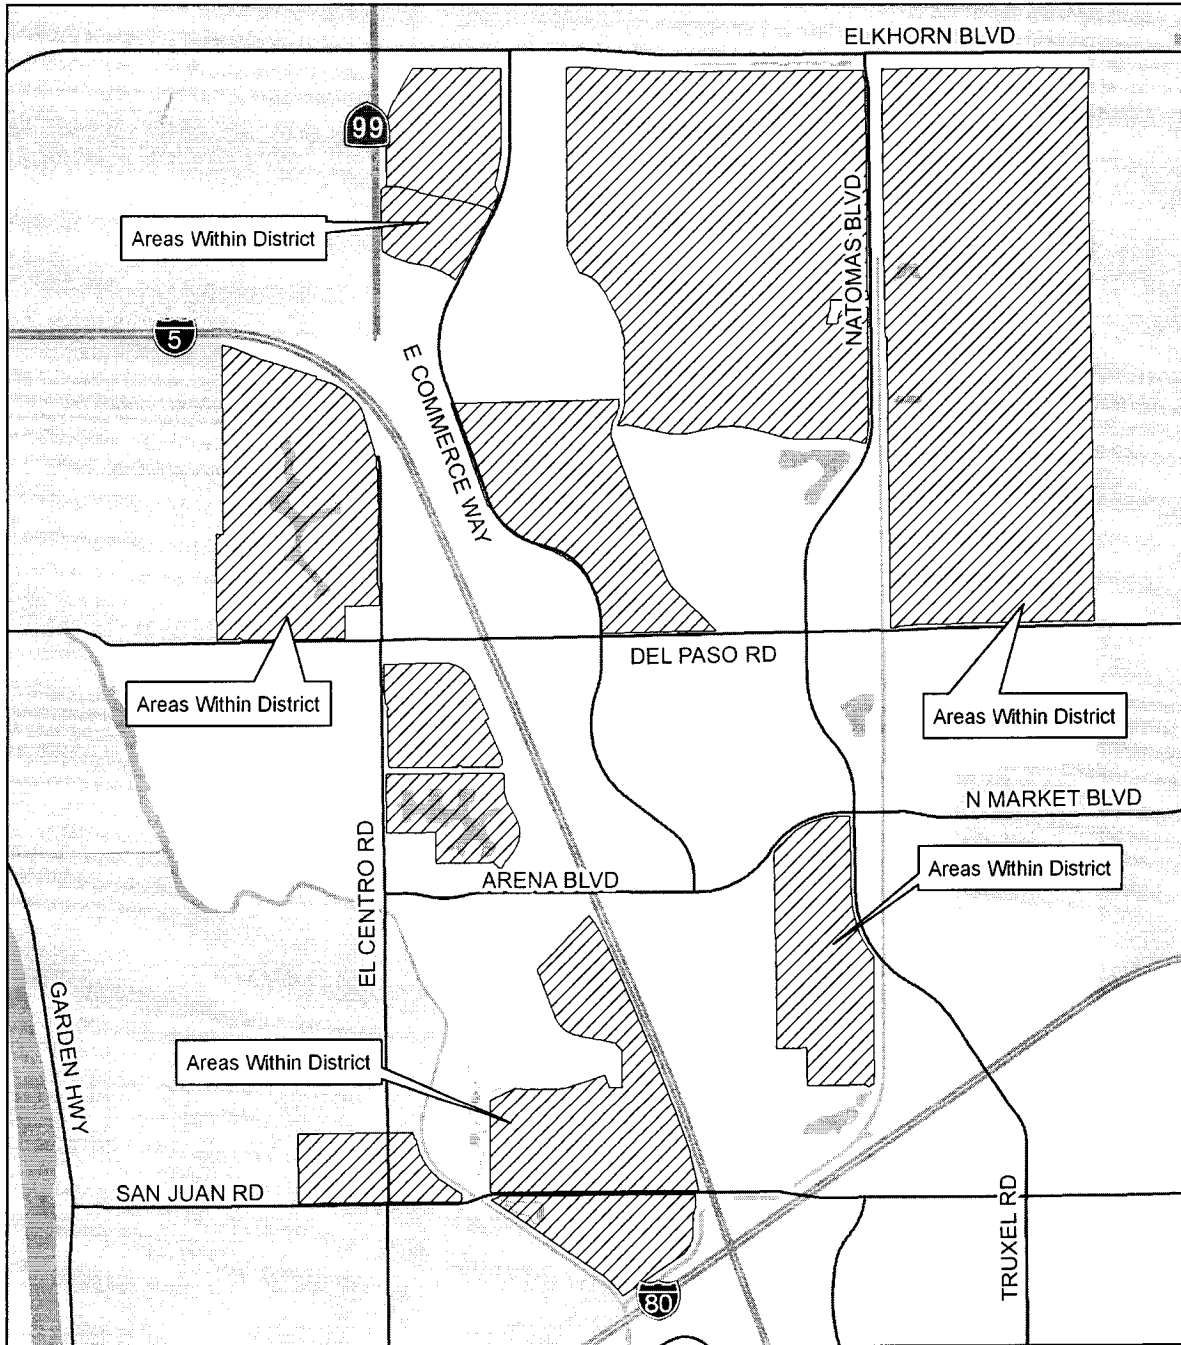 ELKHORN BLVD
99
Areas Within District
NATOMAS BLVD
5
E COMMERCE WAY
DEL PASO RD
Areas Within District
Areas Within District
N MARKET BLVD
Areas Within District
ARENA BLVD
EL CENTRO RD
GARDEN HWY
Areas Within District
SAN JUAN RD
TRUXEL RD
80